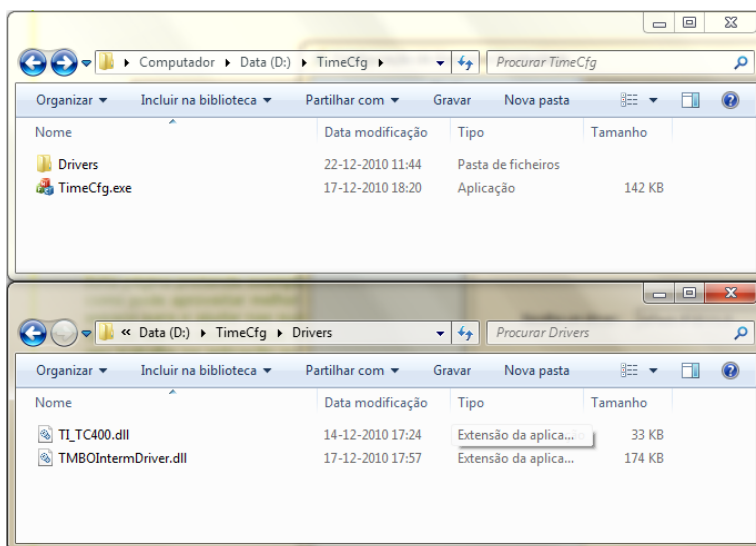 Computador Data (D:) TimeCfg Procurar TimeCfg
Organizar Incluir na biblioteca Partilhar com Gravar Nova pasta
Nome Data modificação Tipo Tamanho
Drivers 22-12-2010 11:44 Pasta de ficheiros
TimeCfg.exe 17-12-2010 18:20 Aplicação 142 KB
« Data (D:) TimeCfg Drivers Procurar Drivers
Organizar Incluir na biblioteca Partilhar com Gravar Nova pasta
Nome Data modificação Tipo Tamanho
TI_TC400.dll 14-12-2010 17:24 Extensão da aplica... 33 KB
TMBOIntermDriver.dll 17-12-2010 17:57 Extensão da aplica... 174 KB